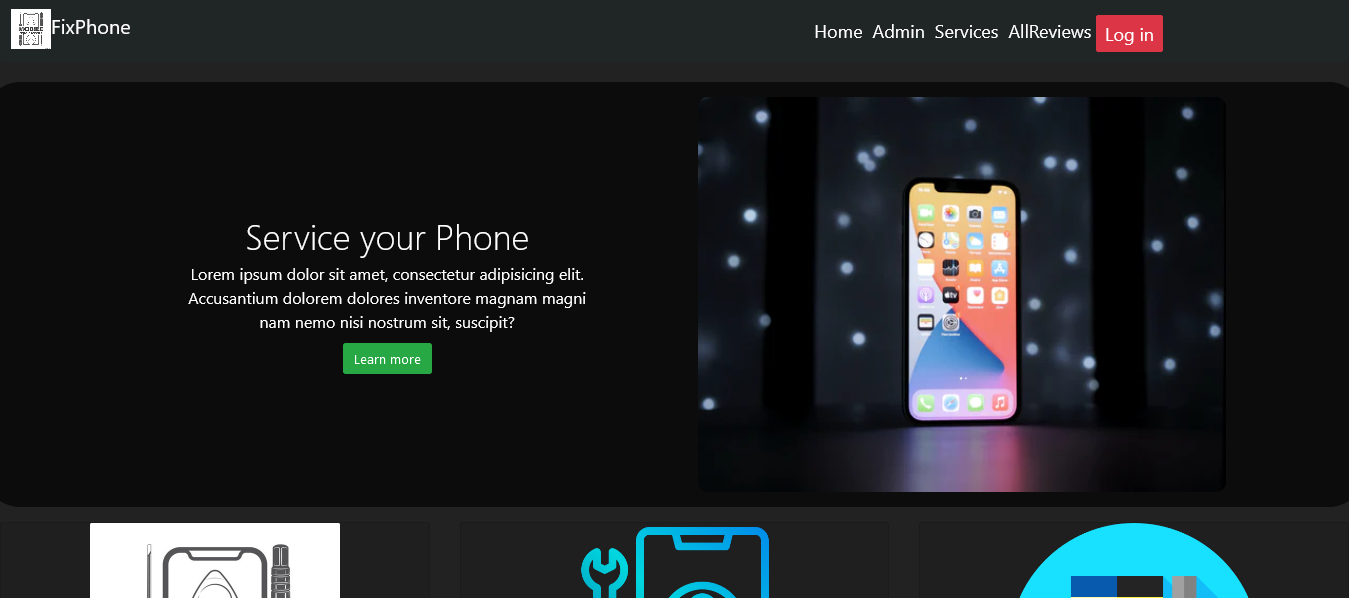 FixPhone
Home Admin Services AllReviews Log in
Service your Phone
Lorem ipsum dolor sit amet, consectetur adipisicing elit.
Accusantium dolorem dolores inventore magnam magni
nam nemo nisi nostrum sit, suscipit?
Learn more